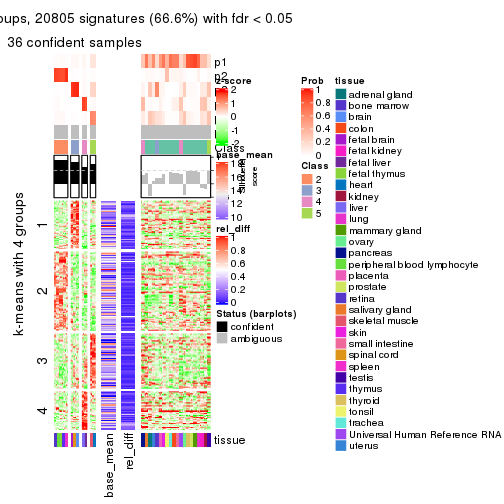 oups, 20805 signatures (66.6%) with fdr < 0.05
36 confident samples
p1
p2
z-score
2
1
0
-1
-2
Class
base_mean
18
16
14
12
10
score
rel_diff
1
0.8
0.6
0.4
0.2
0
Status (barplots)
confident
ambiguous
k-means with 4 groups
1
2
3
4
tissue
base_mean
rel_diff
Prob
1
0.8
0.6
0.4
0.2
0
Class
2
3
4
5
tissue
adrenal gland
bone marrow
brain
colon
fetal brain
fetal kidney
fetal liver
fetal thymus
heart
kidney
liver
lung
mammary gland
ovary
pancreas
peripheral blood lymphocyte
placenta
prostate
retina
salivary gland
skeletal muscle
skin
small intestine
spinal cord
spleen
testis
thymus
thyroid
tonsil
trachea
Universal Human Reference RNA
uterus